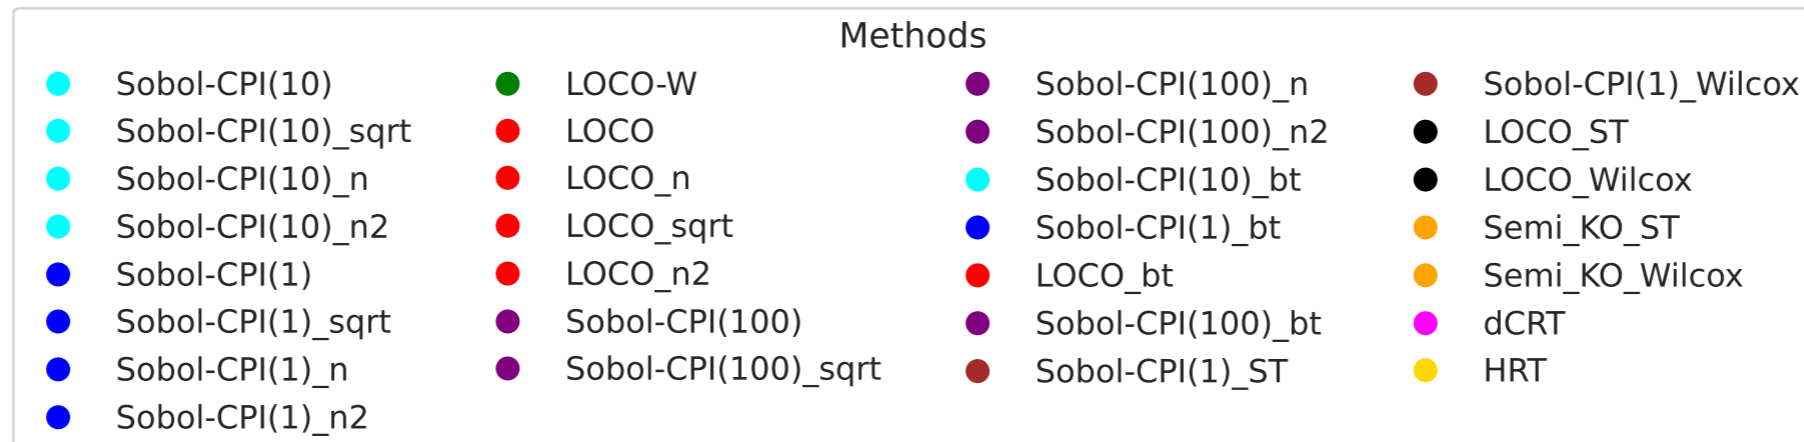 Methods
Sobol-CPI(10)
Sobol-CPI(10)_sqrt
Sobol-CPI(10)_n
Sobol-CPI(10)_n2
Sobol-CPI(1)
Sobol-CPI(1)_sqrt
Sobol-CPI(1)_n
Sobol-CPI(1)_n2
LOCO-W
LOCO
LOCO_n
LOCO_sqrt
LOCO_n2
Sobol-CPI(100)
Sobol-CPI(100)_sqrt
Sobol-CPI(100)_n
Sobol-CPI(100)_n2
Sobol-CPI(10)_bt
Sobol-CPI(1)_bt
LOCO_bt
Sobol-CPI(100)_bt
Sobol-CPI(1)_ST
Sobol-CPI(1)_Wilcox
LOCO_ST
LOCO_Wilcox
Semi_KO_ST
Semi_KO_Wilcox
dCRT
HRT